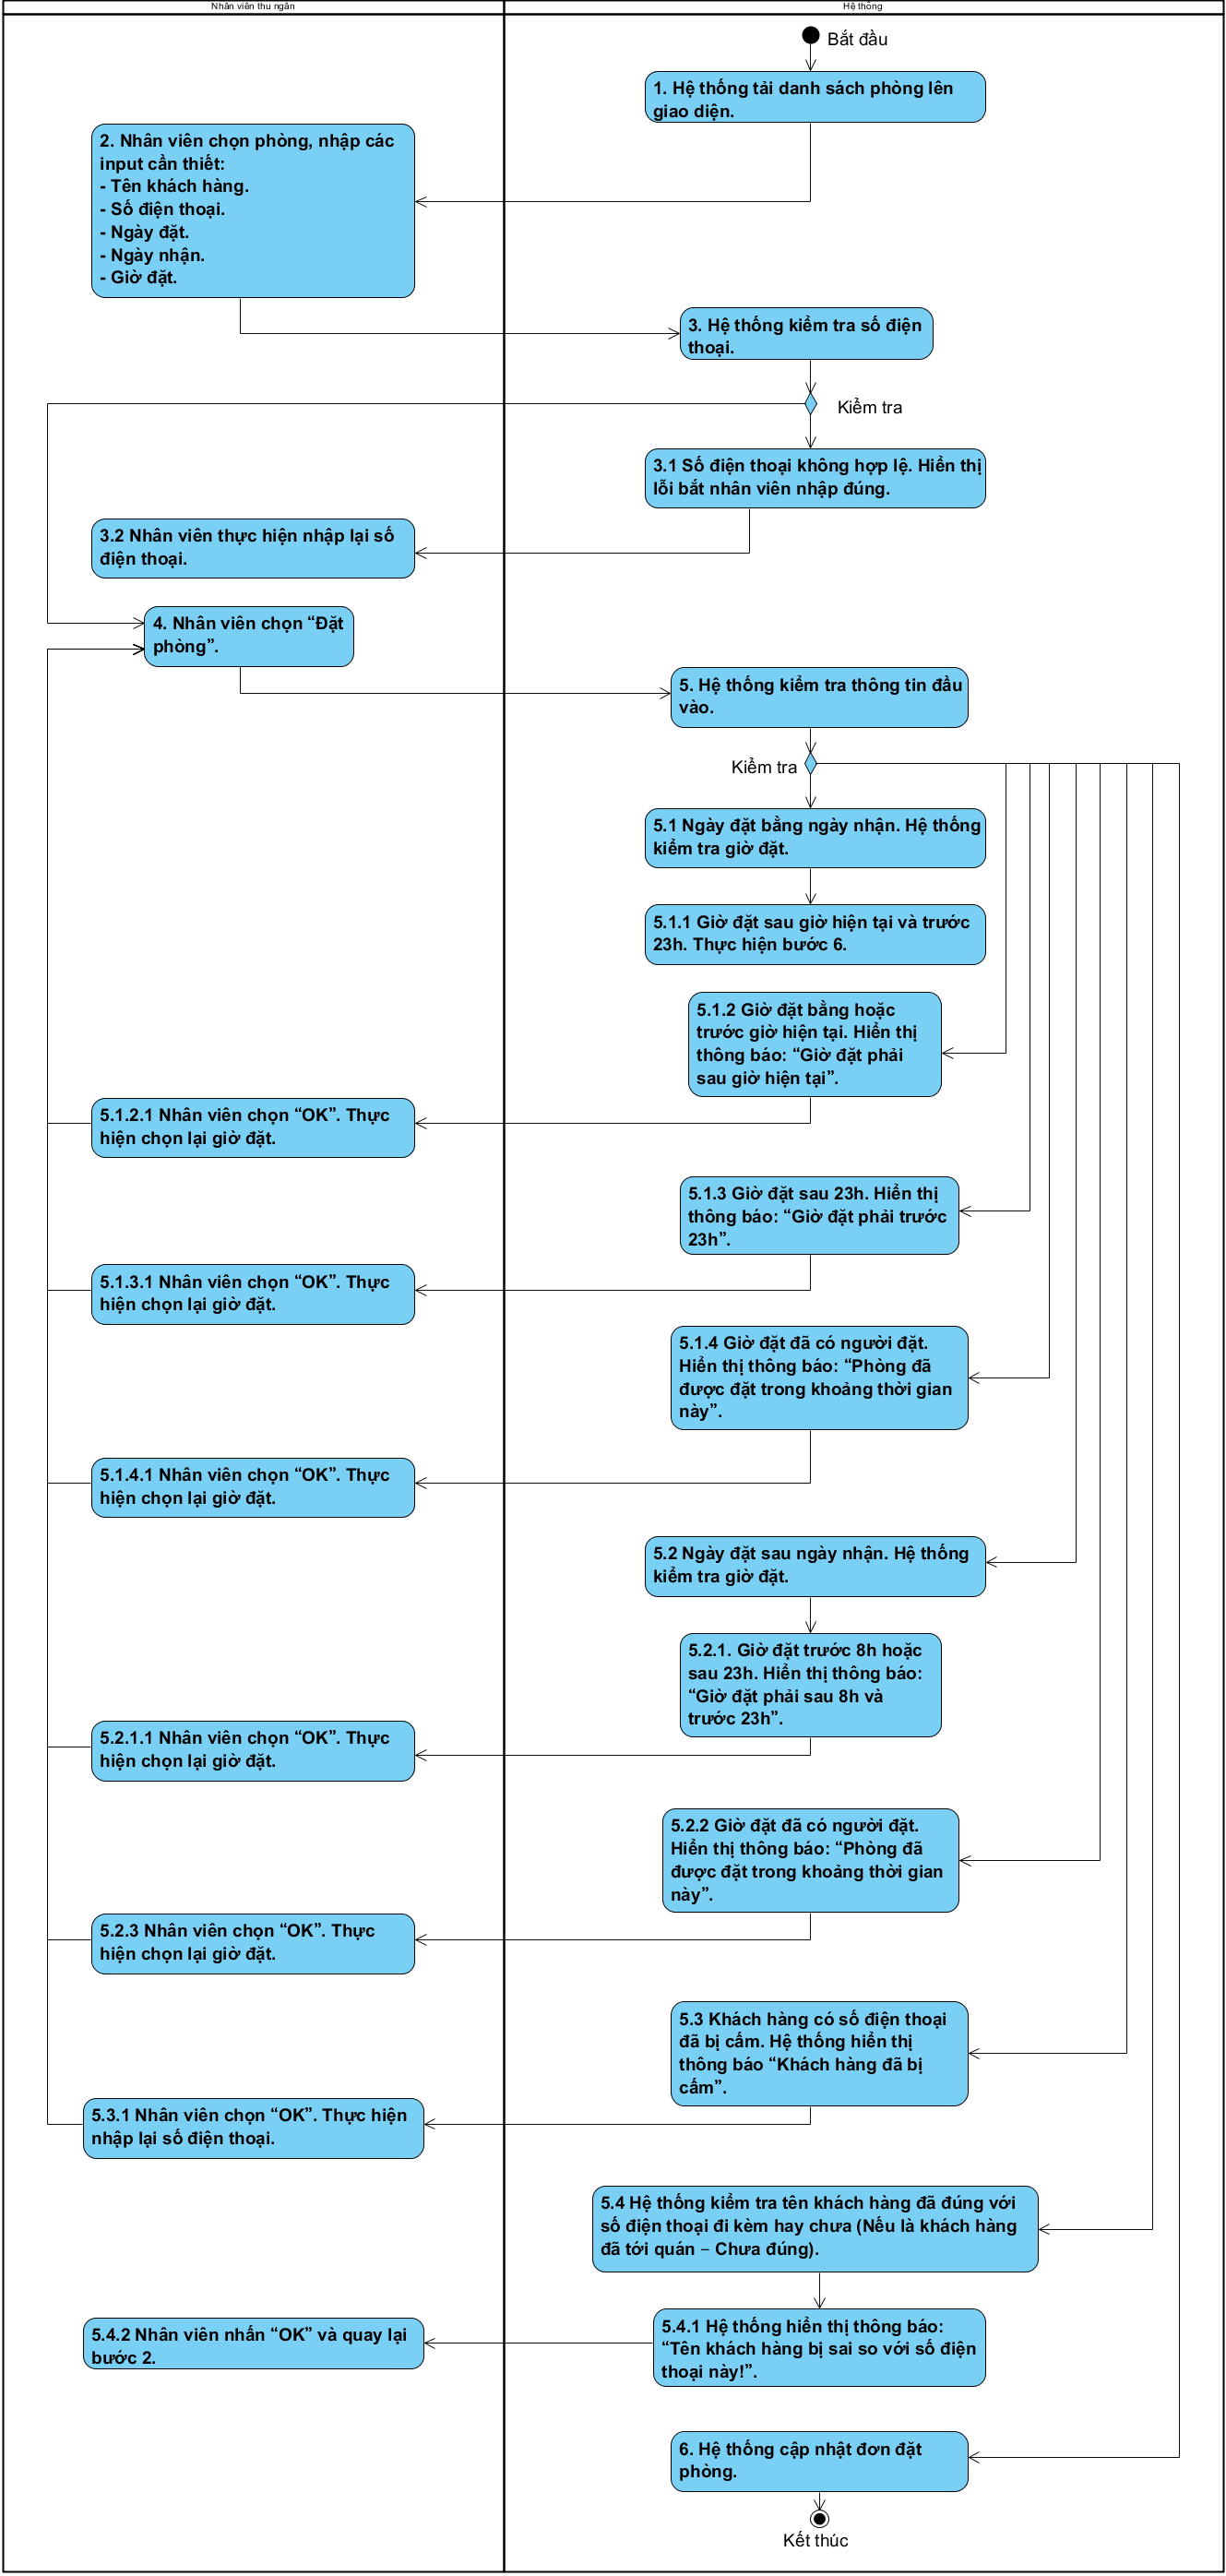 Nhân viên thu ngân
Hệ thống
Bắt đầu
1. Hệ thống tải danh sách phòng lên
giao diện.
2. Nhân viên chọn phòng, nhập các
input cần thiết:
- Tên khách hàng.
- Số điện thoại.
- Ngày đặt.
- Ngày nhận.
- Giờ đặt.
3. Hệ thống kiểm tra số điện
thoại.
Kiểm tra
3.1 Số điện thoại không hợp lệ. Hiển thị
lỗi bắt nhân viên nhập đúng.
3.2 Nhân viên thực hiện nhập lại số
điện thoại.
4. Nhân viên chọn “Đặt
phòng”.
5. Hệ thống kiểm tra thông tin đầu
vào.
Kiểm tra
5.1 Ngày đặt bằng ngày nhận. Hệ thống
kiểm tra giờ đặt.
5.1.1 Giờ đặt sau giờ hiện tại và trước
23h. Thực hiện bước 6.
5.1.2 Giờ đặt bằng hoặc
trước giờ hiện tại. Hiển thị
thông báo: “Giờ đặt phải
sau giờ hiện tại”.
5.1.2.1 Nhân viên chọn “OK”. Thực
hiện chọn lại giờ đặt.
5.1.3 Giờ đặt sau 23h. Hiển thị
thông báo: “Giờ đặt phải trước
23h”.
5.1.3.1 Nhân viên chọn “OK”. Thực
hiện chọn lại giờ đặt.
5.1.4 Giờ đặt đã có người đặt.
Hiển thị thông báo: “Phòng đã
được đặt trong khoảng thời gian
này”.
5.1.4.1 Nhân viên chọn “OK”. Thực
hiện chọn lại giờ đặt.
5.2 Ngày đặt sau ngày nhận. Hệ thống
kiểm tra giờ đặt.
5.2.1. Giờ đặt trước 8h hoặc
sau 23h. Hiển thị thông báo:
“Giờ đặt phải sau 8h và
trước 23h”.
5.2.1.1 Nhân viên chọn “OK”. Thực
hiện chọn lại giờ đặt.
5.2.2 Giờ đặt đã có người đặt.
Hiển thị thông báo: “Phòng đã
được đặt trong khoảng thời gian
này”.
5.2.3 Nhân viên chọn “OK”. Thực
hiện chọn lại giờ đặt.
5.3 Khách hàng có số điện thoại
đã bị cấm. Hệ thống hiển thị
thông báo “Khách hàng đã bị
cấm”.
5.3.1 Nhân viên chọn “OK”. Thực hiện
nhập lại số điện thoại.
5.4 Hệ thống kiểm tra tên khách hàng đã đúng với
số điện thoại đi kèm hay chưa (Nếu là khách hàng
đã tới quán – Chưa đúng).
5.4.1 Hệ thống hiển thị thông báo:
“Tên khách hàng bị sai so với số điện
thoại này!”.
5.4.2 Nhân viên nhấn “OK” và quay lại
bước 2.
6. Hệ thống cập nhật đơn đặt
phòng.
Kết thúc